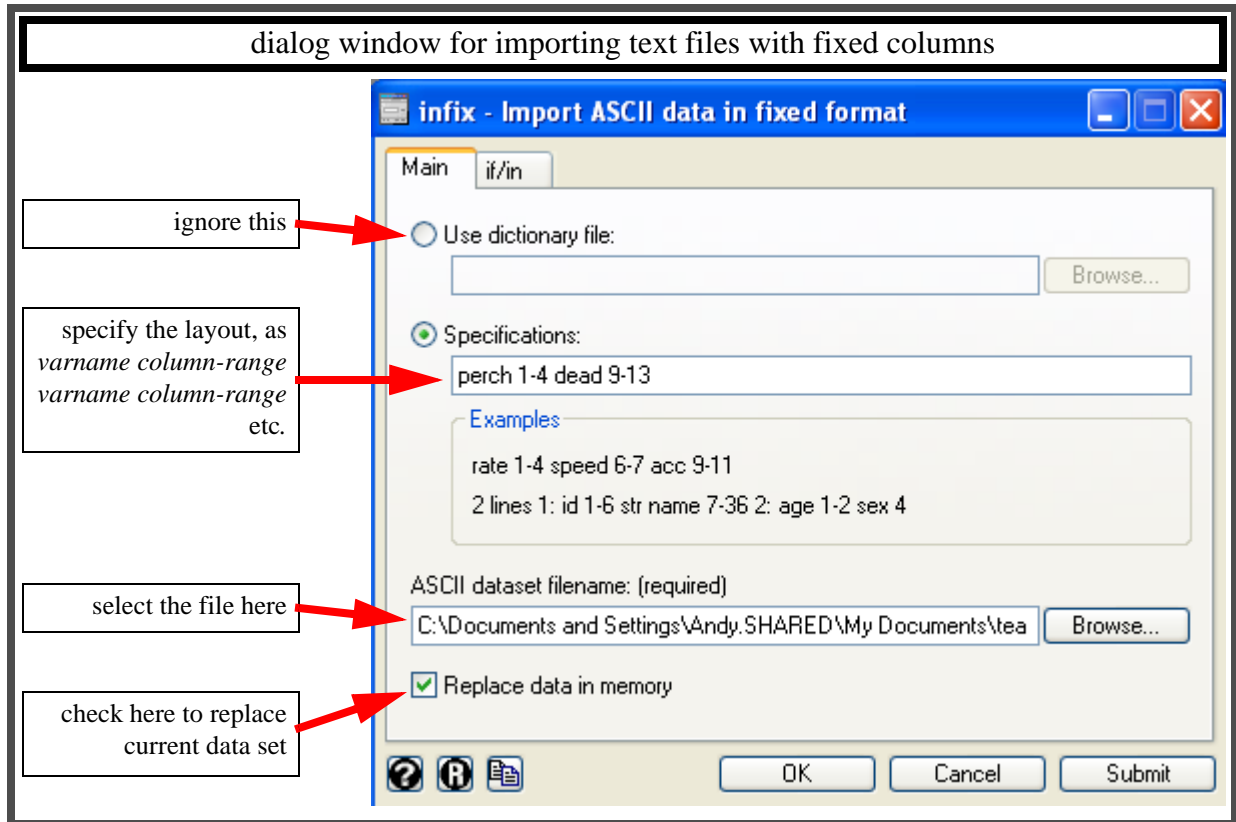 dialog window for importing text files with fixed columns
infix - Import ASCII data in fixed format
Main
if/in
ignore this
Use dictionary file:
Browse...
specify the layout, as
varname column-range
varname column-range
etc.
Specifications:
perch 1-4 dead 9-13
Examples
rate 1-4 speed 6-7 acc 9-11
2 lines 1: id 1-6 str name 7-36 2: age 1-2 sex 4
ASCII dataset filename: (required)
select the file here
C:\Documents and Settings\Andy.SHARED\My Documents\tea
Browse...
Replace data in memory
check here to replace
current data set
? R
OK
Cancel
Submit